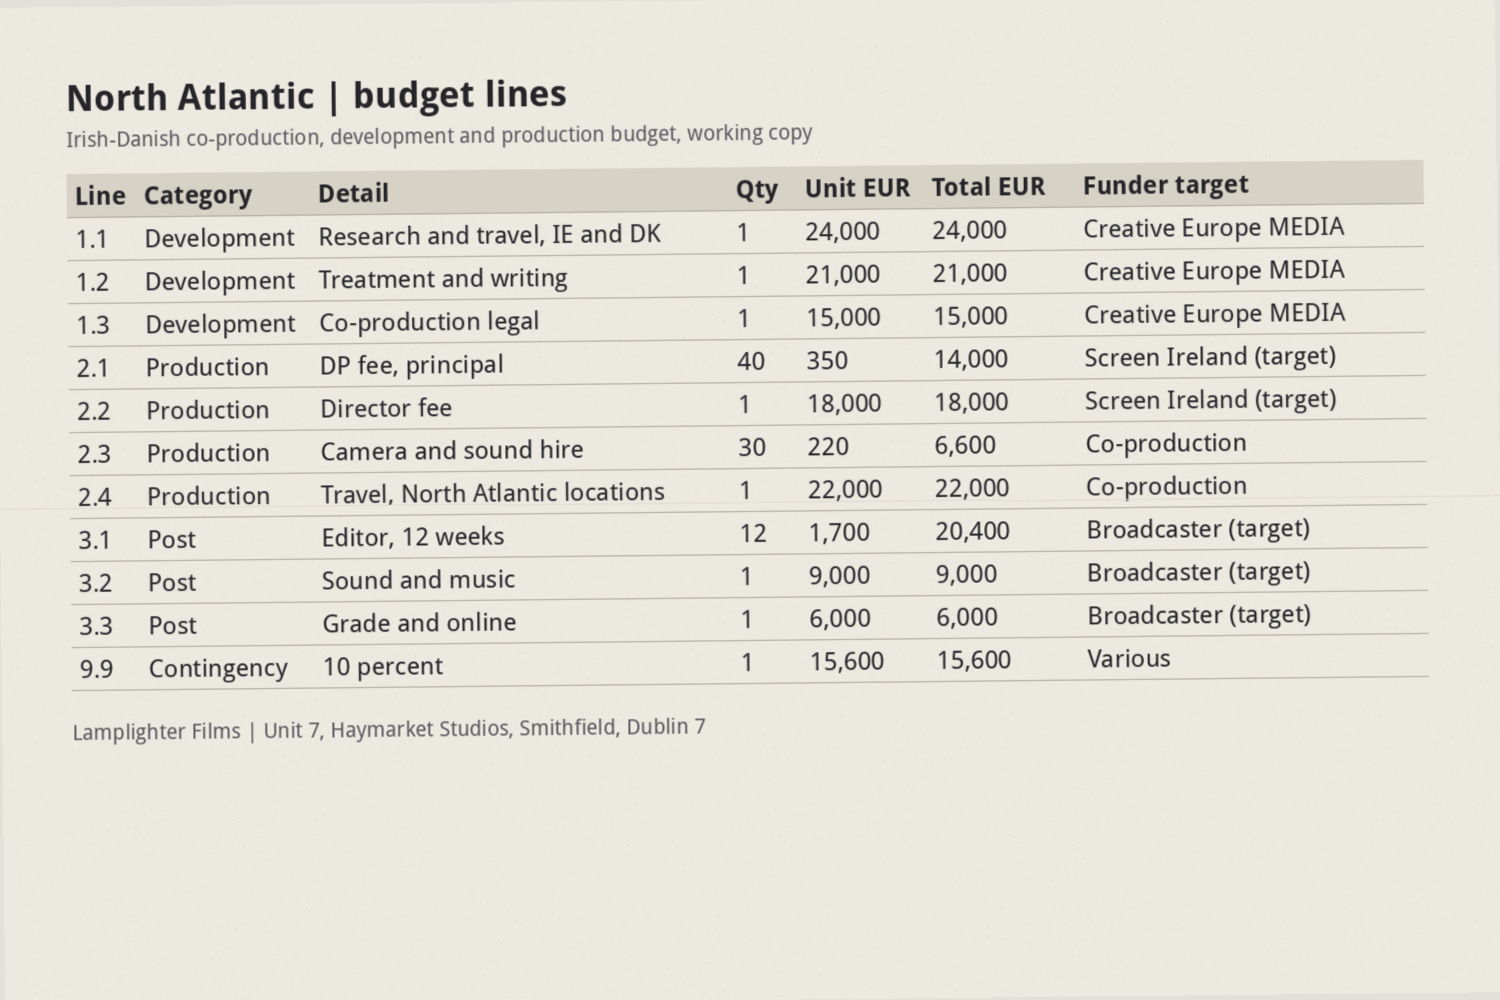 North Atlantic | budget lines
Irish-Danish co-production, development and production budget, working copy
Line Category Detail Qty Unit EUR Total EUR Funder target
1.1 Development Research and travel, IE and DK 1 24,000 24,000 Creative Europe MEDIA
1.2 Development Treatment and writing 1 21,000 21,000 Creative Europe MEDIA
1.3 Development Co-production legal 1 15,000 15,000 Creative Europe MEDIA
2.1 Production DP fee, principal 40 350 14,000 Screen Ireland (target)
2.2 Production Director fee 1 18,000 18,000 Screen Ireland (target)
2.3 Production Camera and sound hire 30 220 6,600 Co-production
2.4 Production Travel, North Atlantic locations 1 22,000 22,000 Co-production
3.1 Post Editor, 12 weeks 12 1,700 20,400 Broadcaster (target)
3.2 Post Sound and music 1 9,000 9,000 Broadcaster (target)
3.3 Post Grade and online 1 6,000 6,000 Broadcaster (target)
9.9 Contingency 10 percent 1 15,600 15,600 Various
Lamplighter Films | Unit 7, Haymarket Studios, Smithfield, Dublin 7